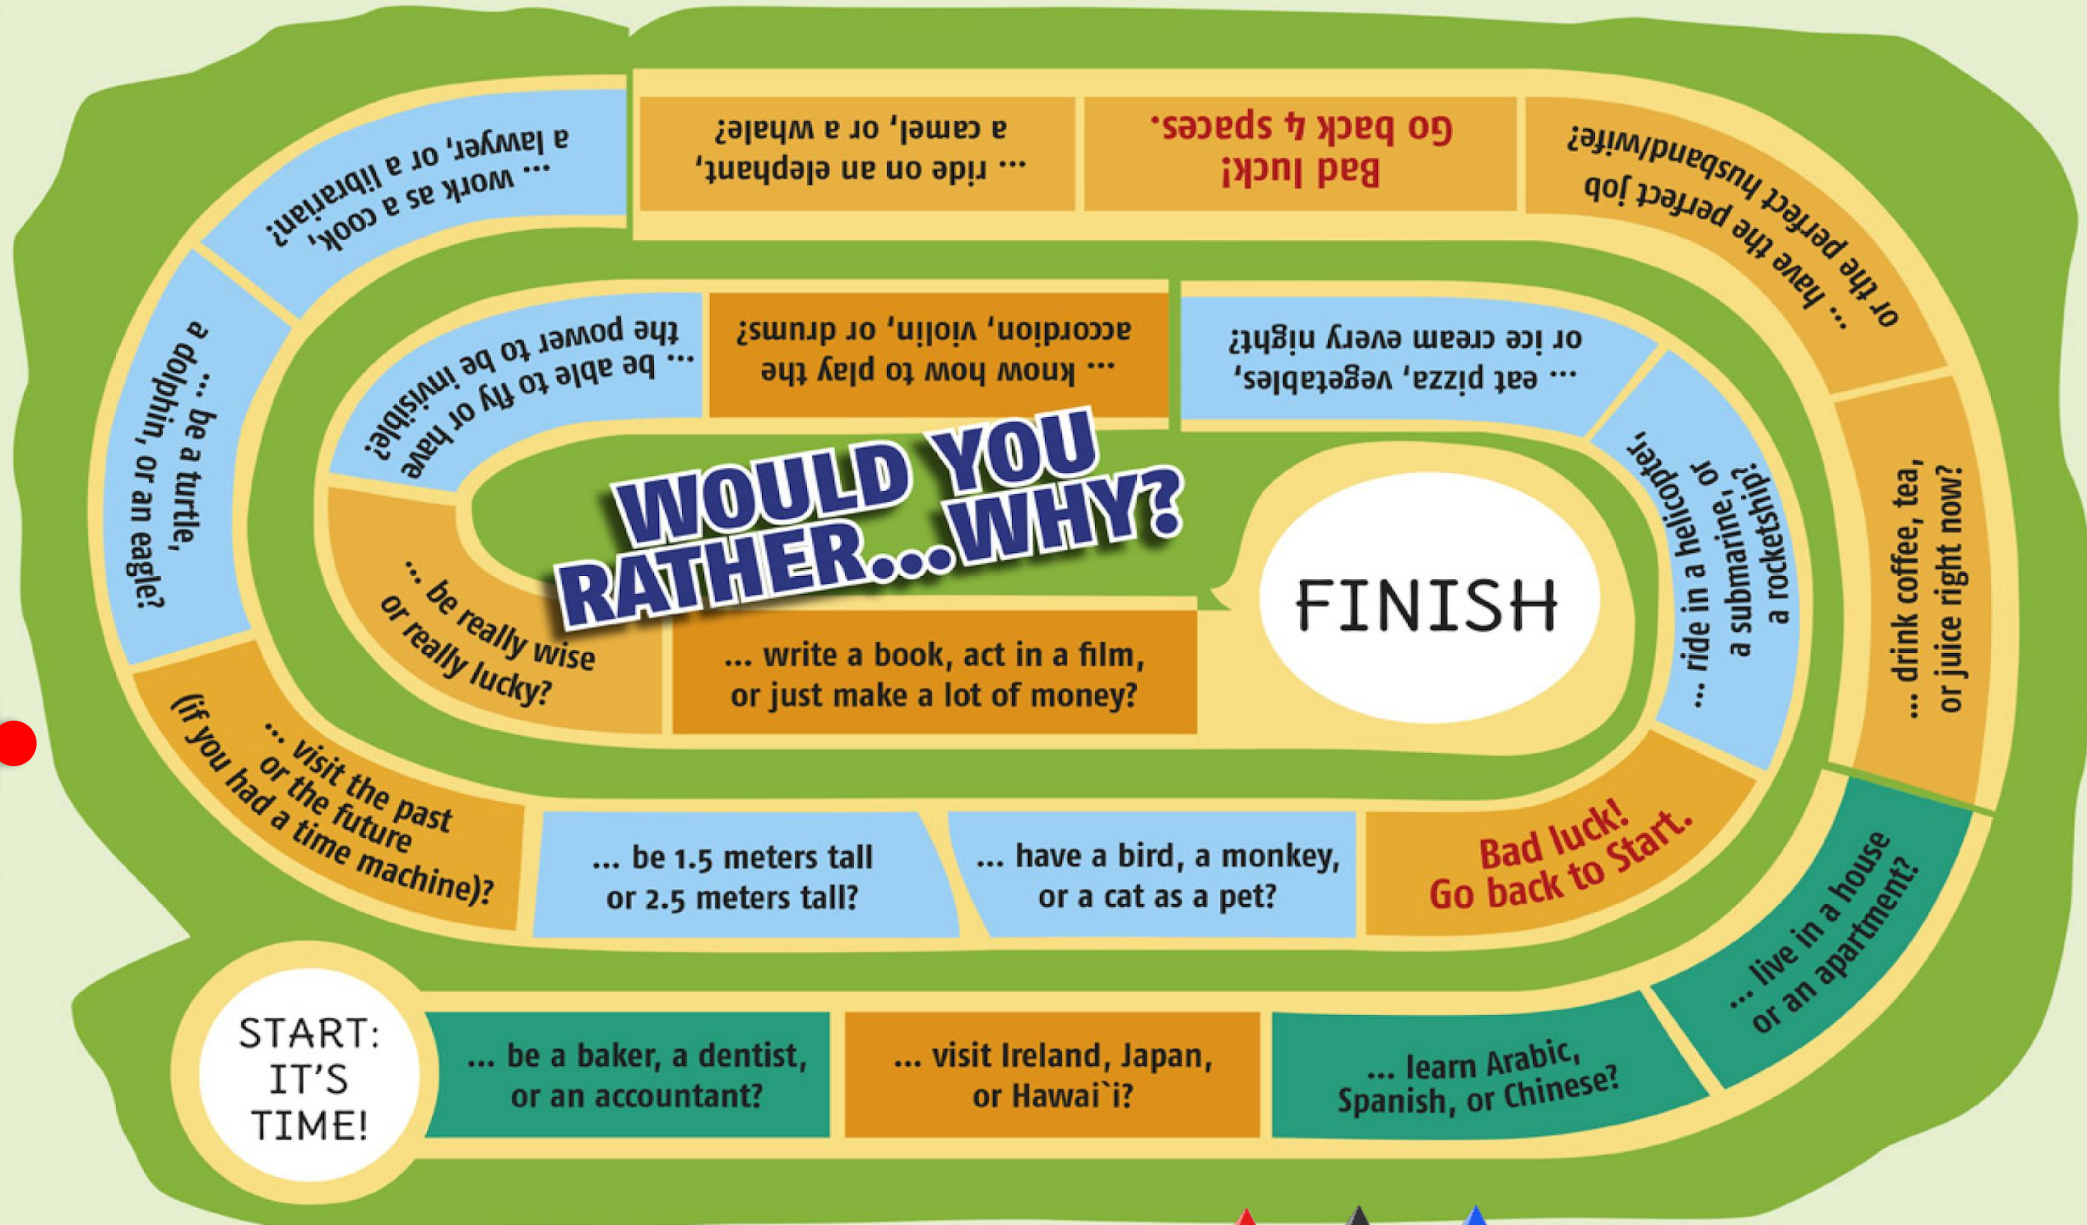 WOULD YOU
RATHER...WHY?
START:
IT'S
TIME!
... be a baker, a dentist,
or an accountant?
... visit Ireland, Japan,
or Hawai`i?
... learn Arabic,
Spanish, or Chinese?
... live in a house
or an apartment?
... drink coffee, tea,
or juice right now?
... have the perfect job
or the perfect husband/wife?
Bad luck!
Go back 4 spaces.
... ride on an elephant,
a camel, or a whale?
... work as a cook,
a lawyer, or a librarian?
... be a turtle,
a dolphin, or an eagle?
... visit the past
or the future
(if you had a time machine)?
... be 1.5 meters tall
or 2.5 meters tall?
... have a bird, a monkey,
or a cat as a pet?
Bad luck!
Go back to Start.
... ride in a helicopter,
a submarine, or
a rocketship?
... eat pizza, vegetables,
or ice cream every night?
... know how to play the
accordion, violin, or drums?
... be able to fly or have
the power to be invisible?
... be really wise
or really lucky?
... write a book, act in a film,
or just make a lot of money?
FINISH